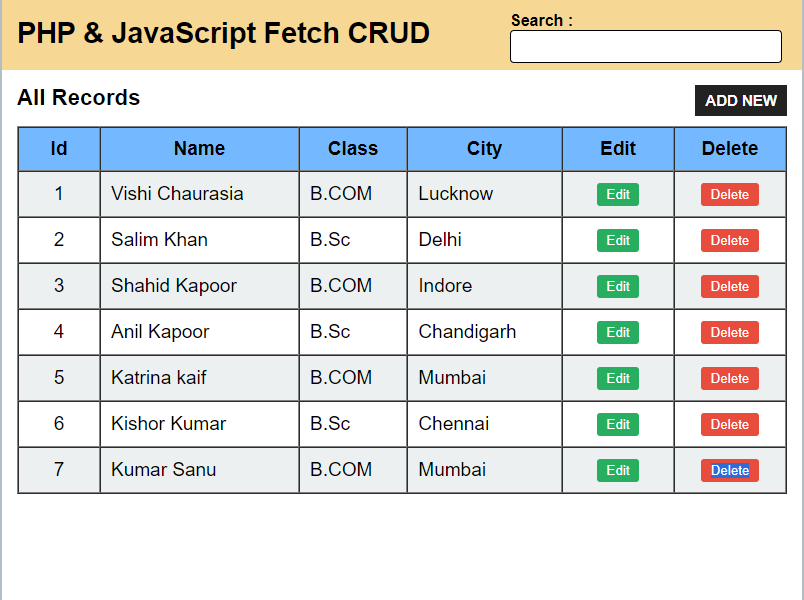 PHP & JavaScript Fetch CRUD
Search :
All Records
ADD NEW
Id Name Class City Edit Delete
1 Vishi Chaurasia B.COM Lucknow Edit Delete
2 Salim Khan B.Sc Delhi Edit Delete
3 Shahid Kapoor B.COM Indore Edit Delete
4 Anil Kapoor B.Sc Chandigarh Edit Delete
5 Katrina kaif B.COM Mumbai Edit Delete
6 Kishor Kumar B.Sc Chennai Edit Delete
7 Kumar Sanu B.COM Mumbai Edit Delete